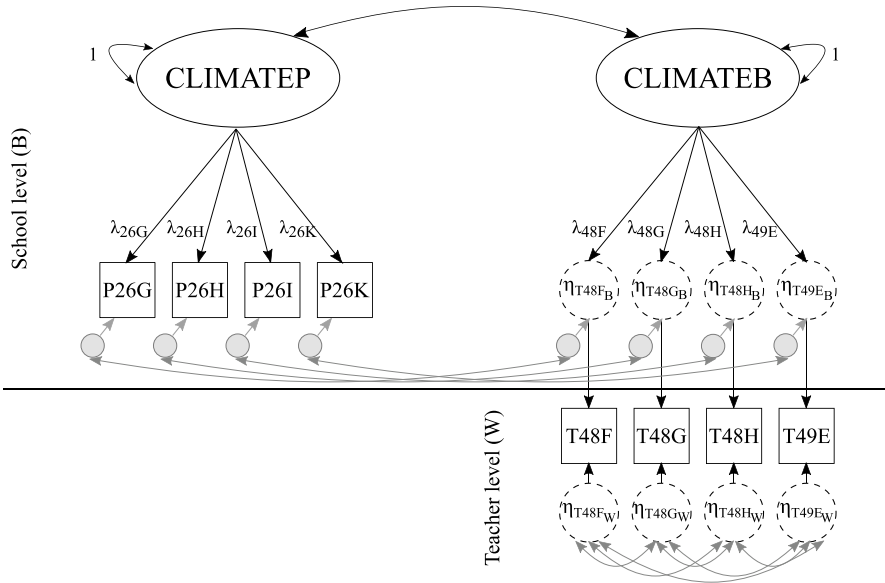 1
CLIMATEP
CLIMATEB
1
School level (B)
λ26G
λ26H
λ26I
λ26K
λ48F
λ48G
λ48H
λ49E
P26G
P26H
P26I
P26K
ηT48FB
ηT48GB
ηT48HB
ηT49EB
Teacher level (W)
T48F
T48G
T48H
T49E
ηT48FW
ηT48GW
ηT48HW
ηT49EW